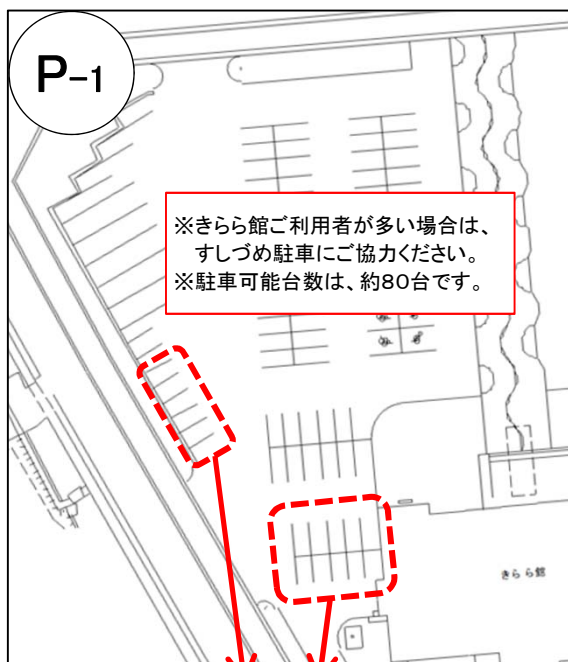 P-1
※きらら館ご利用者が多い場合は、
すしづめ駐車にご協力ください。
※駐車可能台数は、約80台です。
きらら館